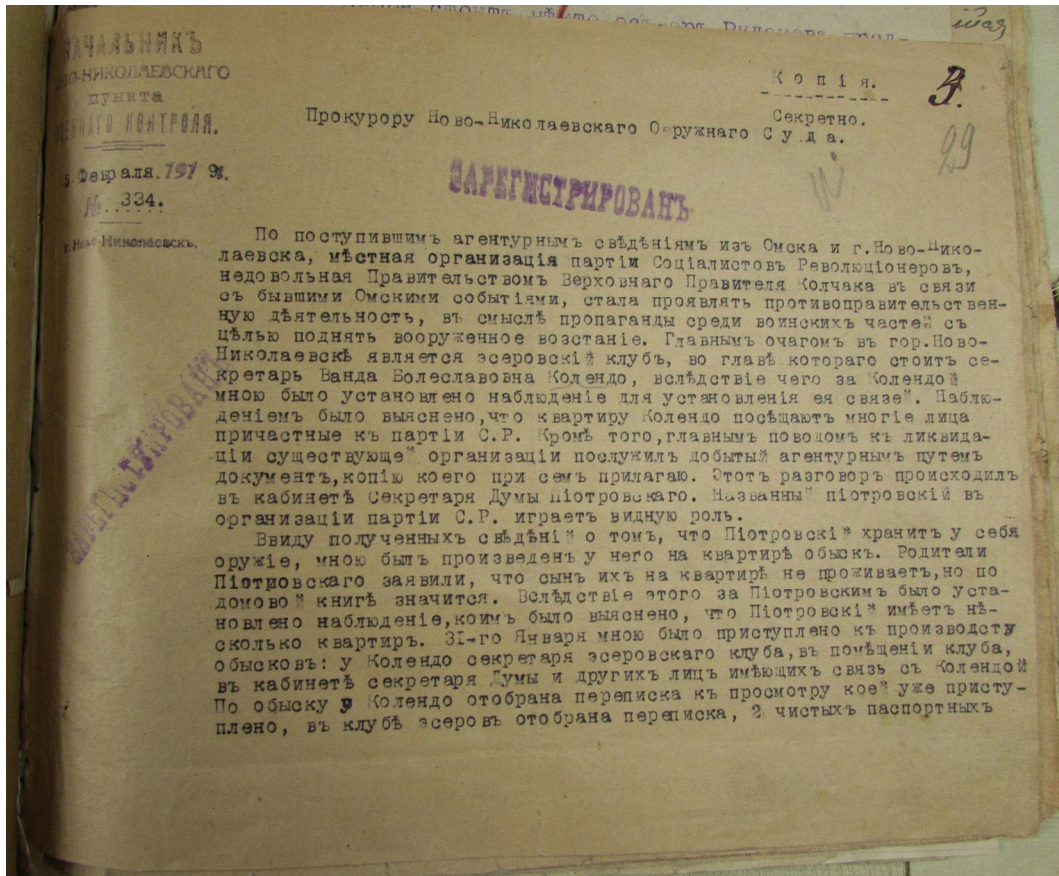 НАЧАЛЬНИКЪ
НИКОЛАЕВСКАГО
пункта
КОНТРОЛЯ.
Февраля 1919.
№ 334.
Ново-Николаевскъ,
Копія.
3.
Секретно.
29
Прокурору Ново-Николаевскаго Окружнаго Суда.
ЗАРЕГИСТРИРОВАНЪ
По поступившимъ агентурнымъ свѣдѣніямъ изъ Омска и г.Ново-Нико-
лаевска, мѣстная организація партіи Соціалистовъ Революціонеровъ,
недовольная Правительствомъ Верховнаго Правителя Колчака въ связи
съ бывшими Омскими событіями, стала проявлять противоправительствен-
ную дѣятельность, въ смыслѣ пропаганды среди воинскихъ частей съ
цѣлью поднять вооруженное возстаніе. Главнымъ очагомъ въ гор.Ново-
Николаевскѣ является эсеровскій клубъ, во главѣ котораго стоитъ се-
кретарь Ванда Болеславовна Колендо, вслѣдствіе чего за Колендой
мною было установлено наблюденіе для установленія ея связей. Наблю-
деніемъ было выяснено,что квартиру Колендо посѣщаютъ многіе лица
причастные къ партіи С.Р. Кромѣ того,главнымъ поводомъ къ ликвида-
ціи существующей организаціи послужилъ добытый агентурнымъ путемъ
документъ,копію коего при семъ прилагаю. Этотъ разговоръ происходилъ
въ кабинетѣ Секретаря Думы Піотровскаго. Названный піотровскій въ
организаціи партіи С.Р. играетъ видную роль.
Ввиду полученныхъ свѣдѣній о томъ, что Піотровскій хранитъ у себя
оружіе, мною былъ произведенъ у него на квартирѣ обыскъ. Родители
Піотровскаго заявили, что сынъ ихъ на квартирѣ не проживаетъ,но по
домовой книгѣ значится. Вслѣдствіе этого за Піотровскимъ было уста-
новлено наблюденіе,коимъ было выяснено, что Піотровскій имѣетъ нѣ-
сколько квартиръ. 31-го Января мною было приступлено къ производсту
обысковъ: у Колендо секретаря эсеровскаго клуба,въ помѣщеніи клуба,
въ кабинетѣ секретаря Думы и другихъ лицъ имѣющихъ связь съ Колендой
По обыску у Колендо отобрана переписка къ просмотру коей уже присту-
плено, въ клубѣ эсеровъ отобрана переписка, 2 чистыхъ паспортныхъ
ЗАРЕГИСТРИРОВАНЪ